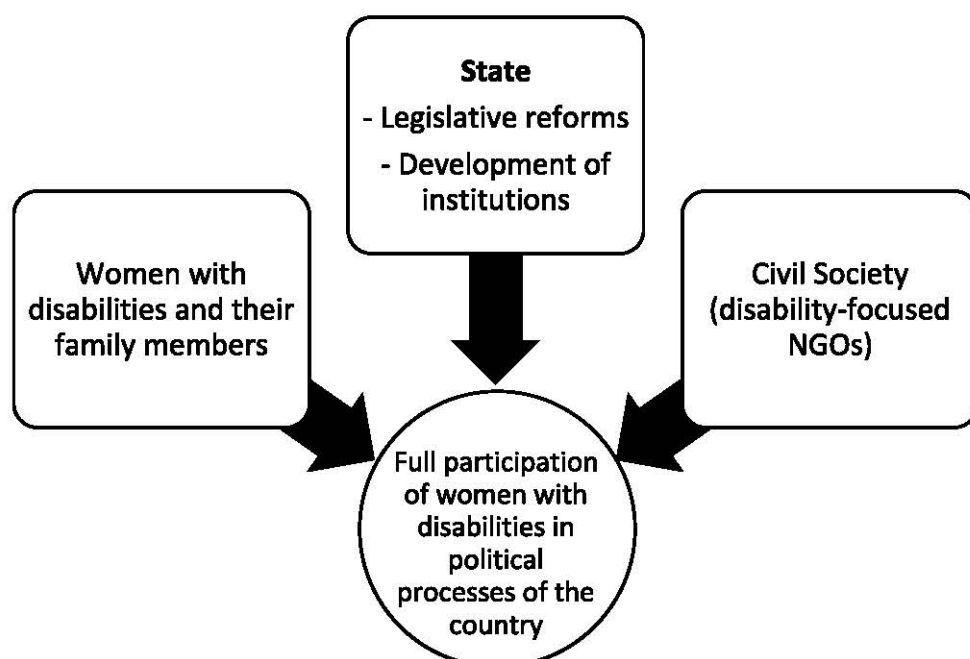 State
- Legislative reforms
- Development of
institutions
Women with
disabilities and their
family members
Civil Society
(disability-focused
NGOs)
Full participation
of women with
disabilities in
political
processes of the
country